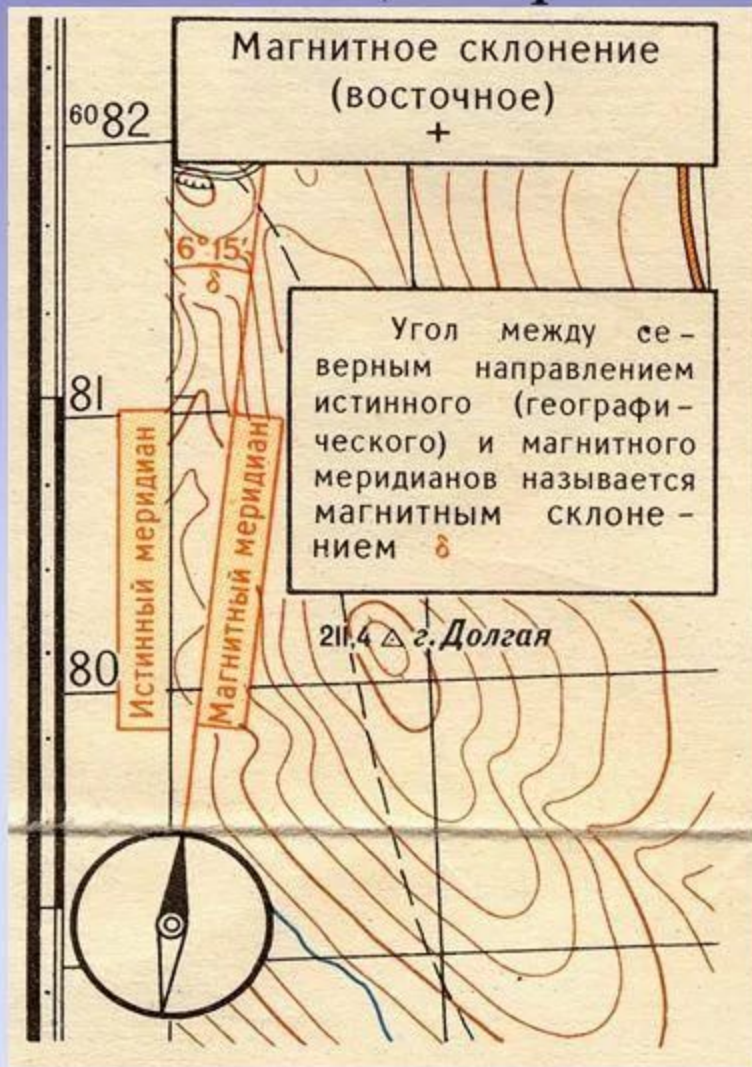 Магнитное склонение
(восточное)
+
6082
6°15'
δ
Угол между се-
верным направлением
истинного (географи-
ческого) и магнитного
меридианов называется
магнитным склоне-
нием δ
81
Истинный меридиан
Магнитный меридиан
211,4 г. Долгая
80